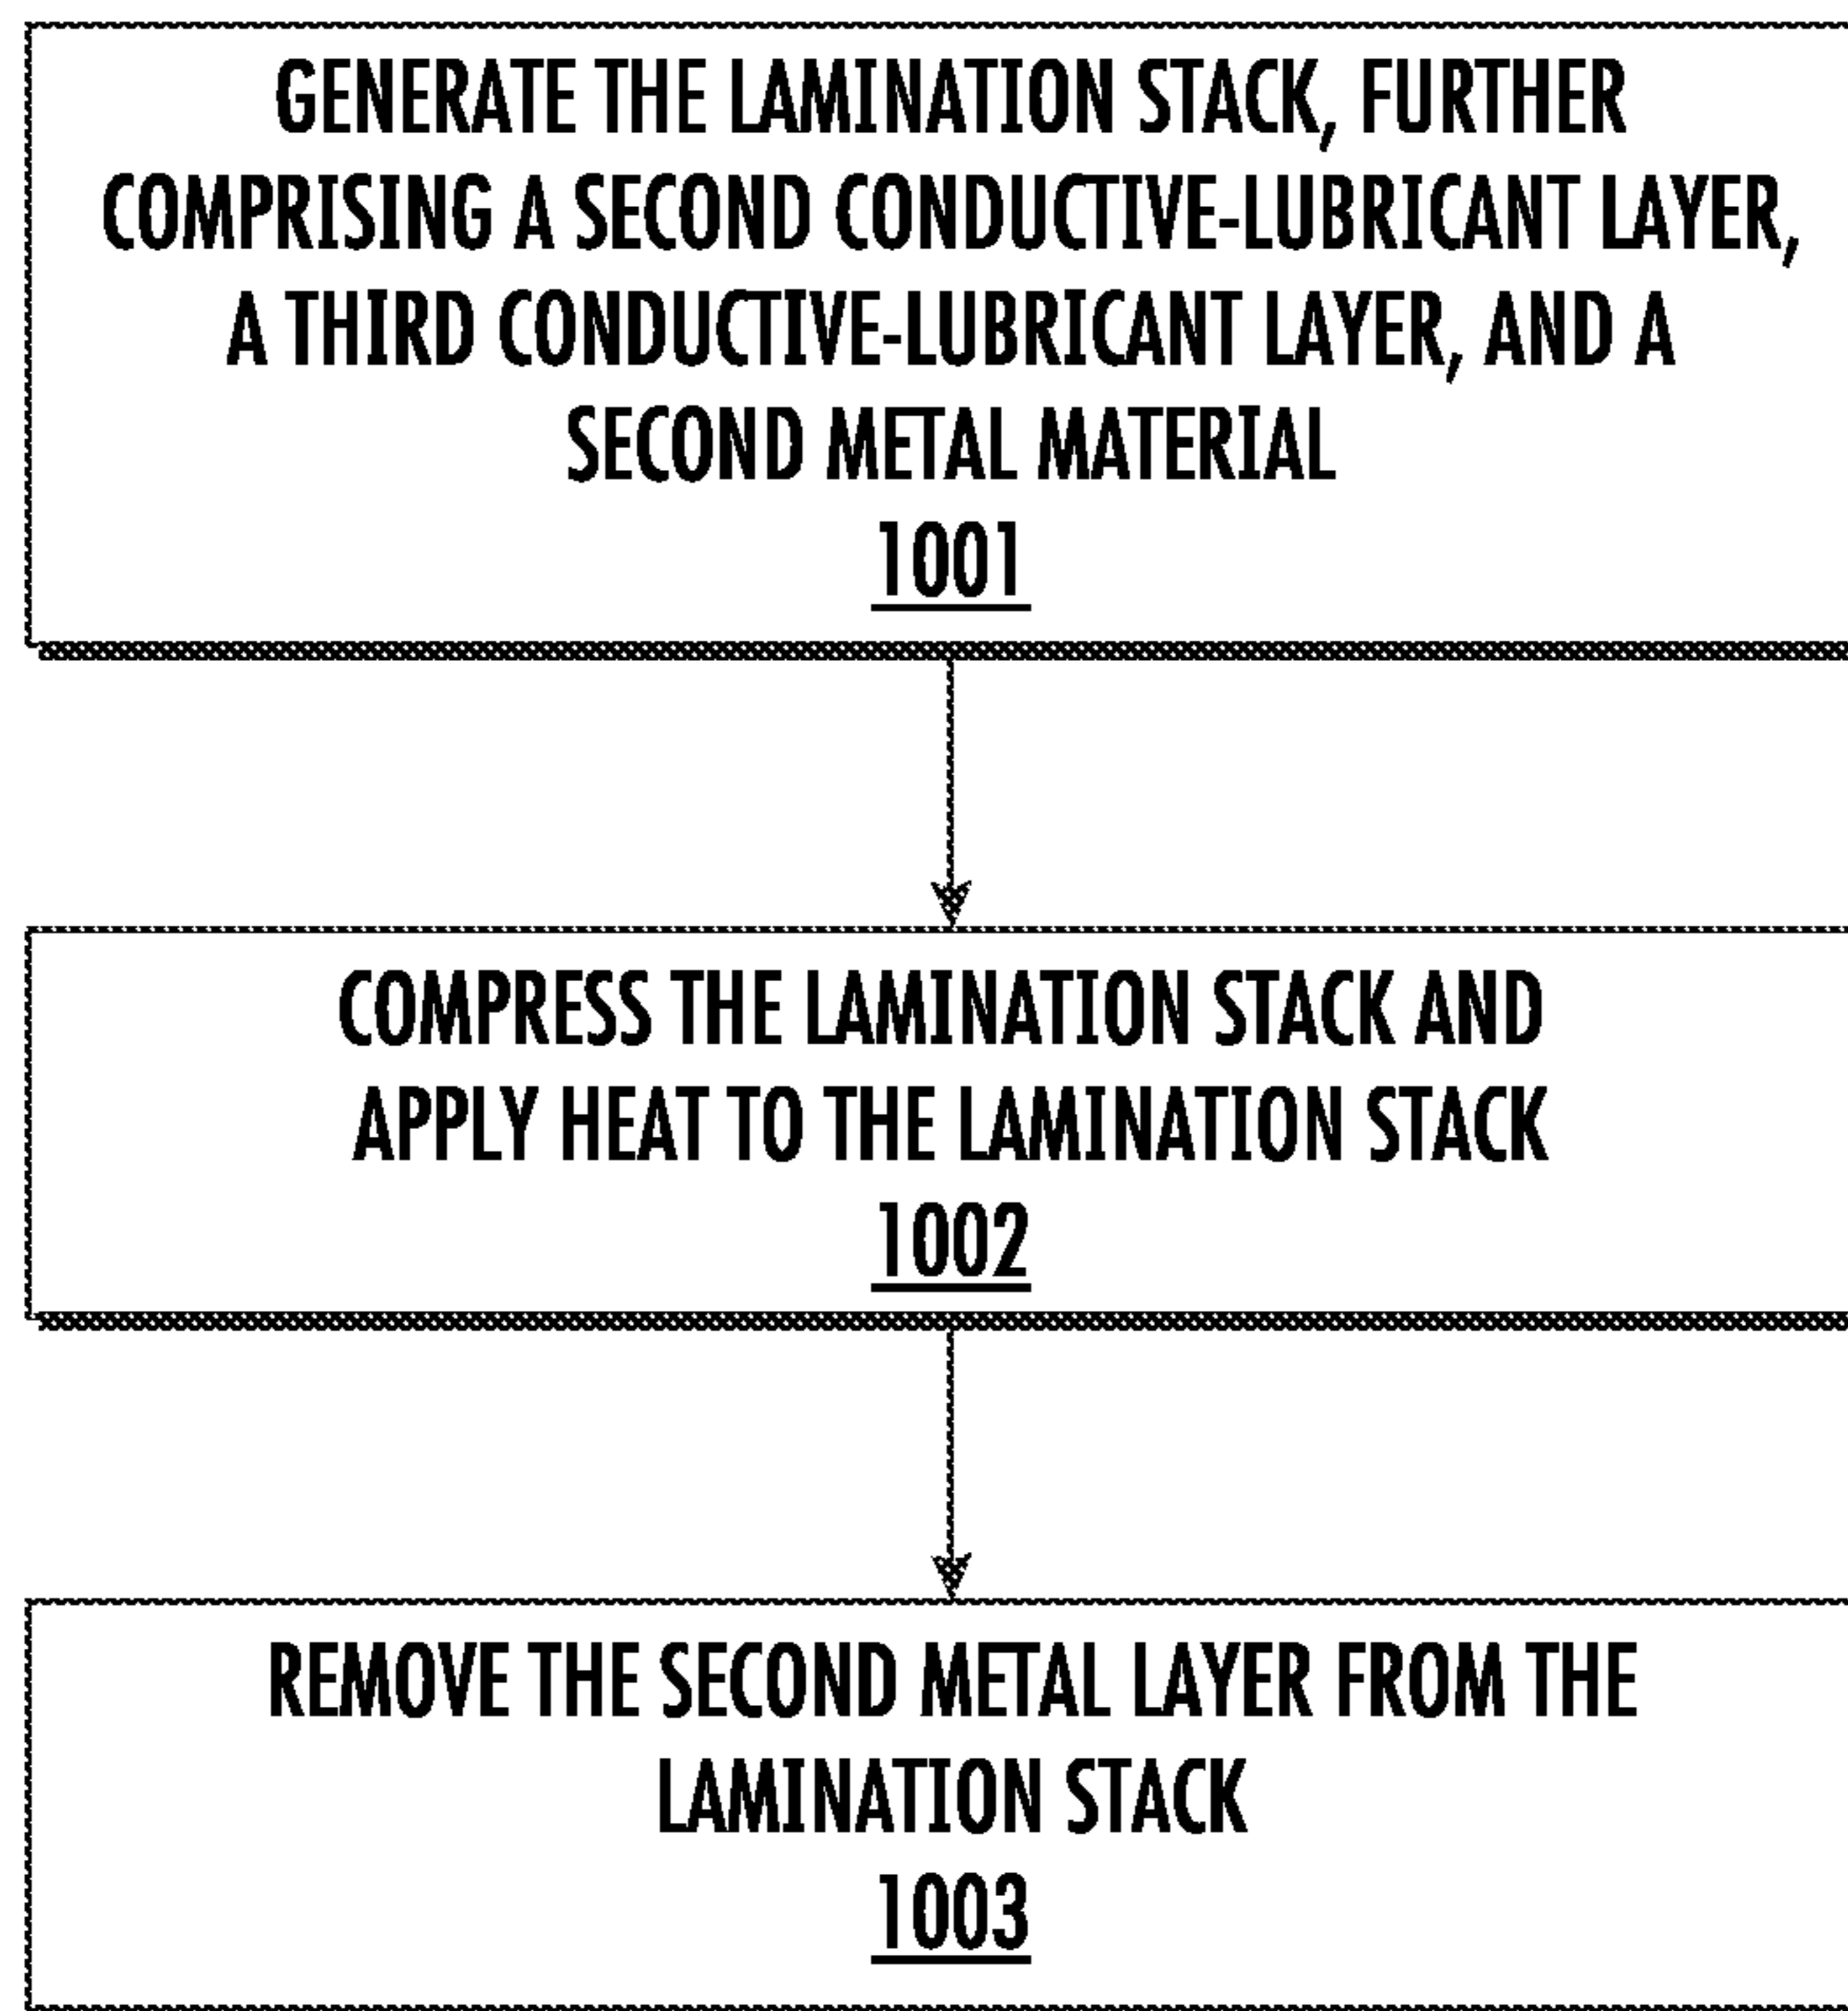 GENERATE THE LAMINATION STACK, FURTHER
COMPRISING A SECOND CONDUCTIVE-LUBRICANT LAYER,
A THIRD CONDUCTIVE-LUBRICANT LAYER, AND A
SECOND METAL MATERIAL
1001
COMPRESS THE LAMINATION STACK AND
APPLY HEAT TO THE LAMINATION STACK
1002
REMOVE THE SECOND METAL LAYER FROM THE
LAMINATION STACK
1003